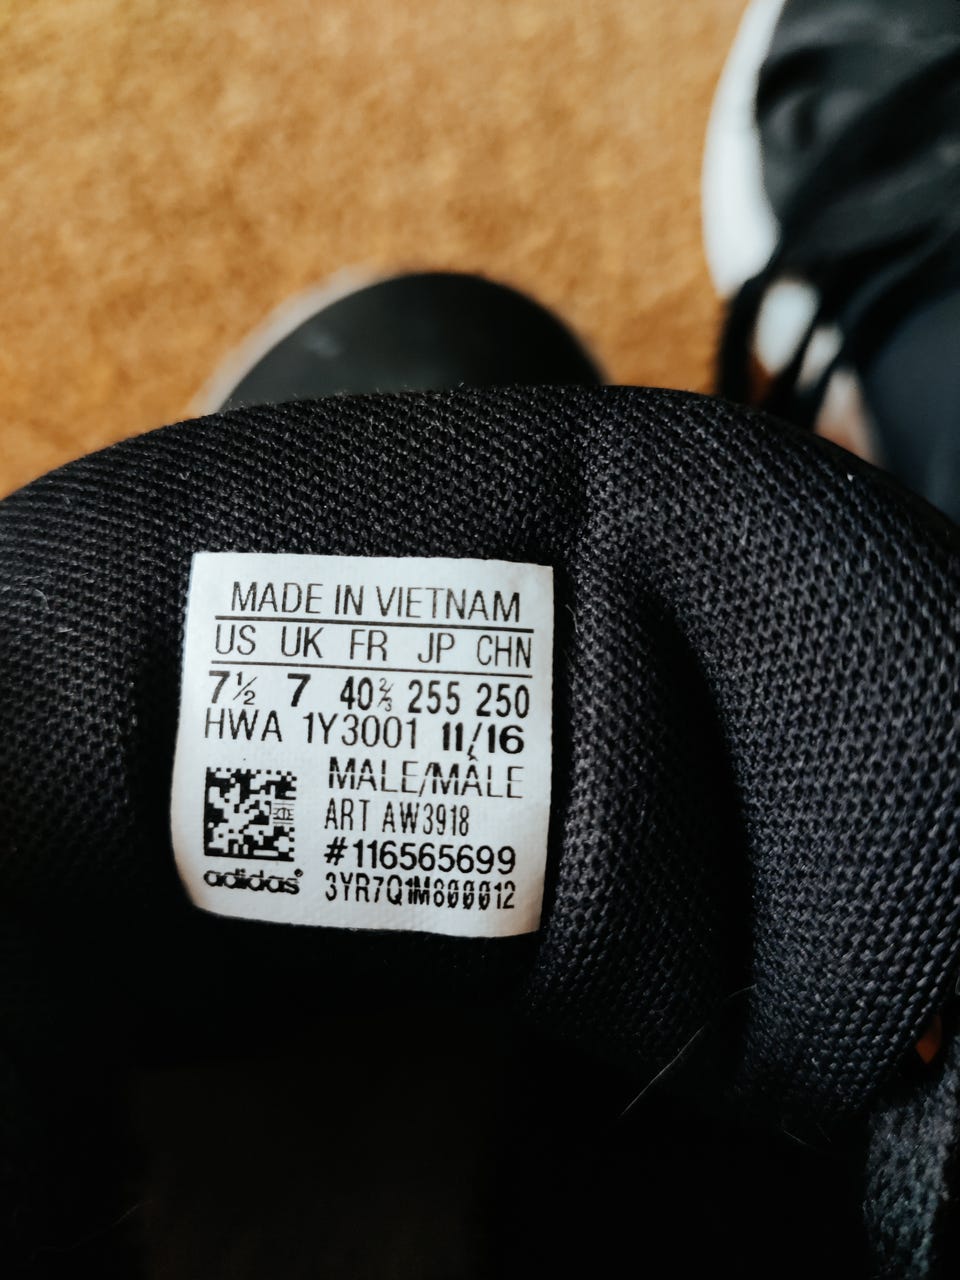 MADE IN VIETNAM
US UK FR JP CHN
7½ 7 40⅔ 255 250
HWA 1Y3001 11/16
MALE/MÂLE
ART AW3918
#116565699
adidas®
3YR7Q1M800012